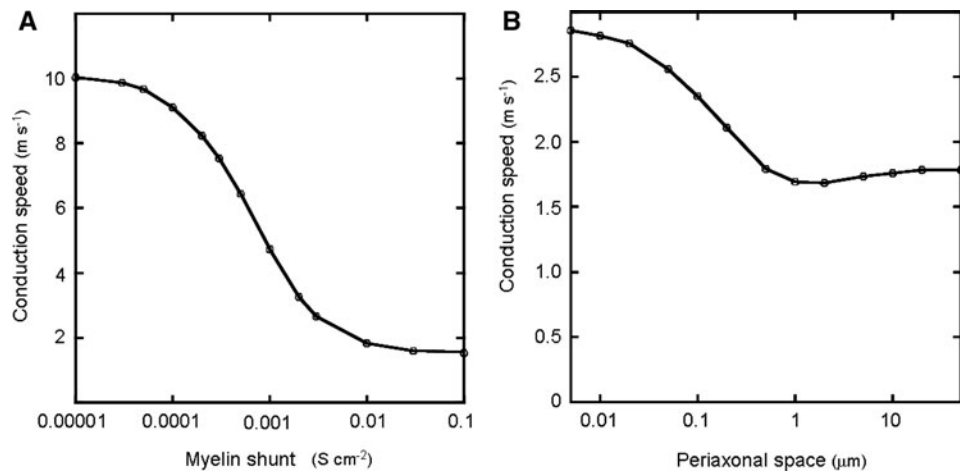 A
Conduction speed (m s⁻¹)
10
8
6
4
2
0.00001 0.0001 0.001 0.01 0.1
Myelin shunt (S cm⁻²)
B
Conduction speed (m s⁻¹)
2.5
2.0
1.5
1.0
0.5
0
0.01 0.1 1 10
Periaxonal space (μm)